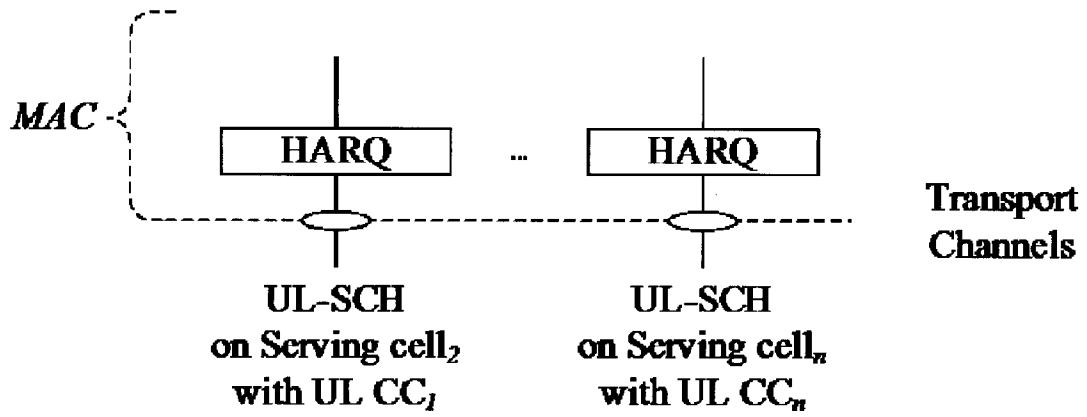 MAC
HARQ
...
HARQ
Transport
Channels
UL-SCH
on Serving cell2
with UL CC1
UL-SCH
on Serving celln
with UL CCn